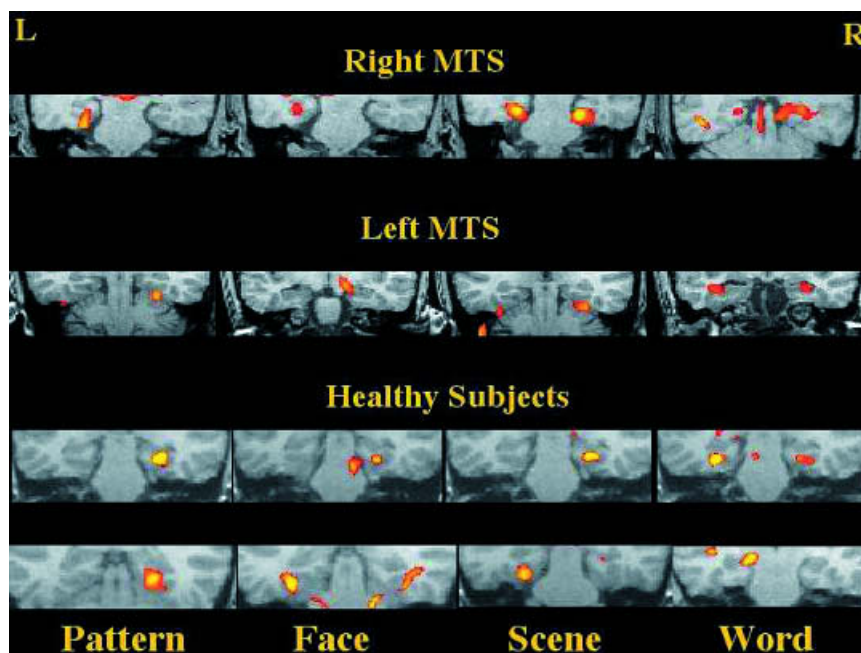 L R
Right MTS
Left MTS
Healthy Subjects
Pattern Face Scene Word